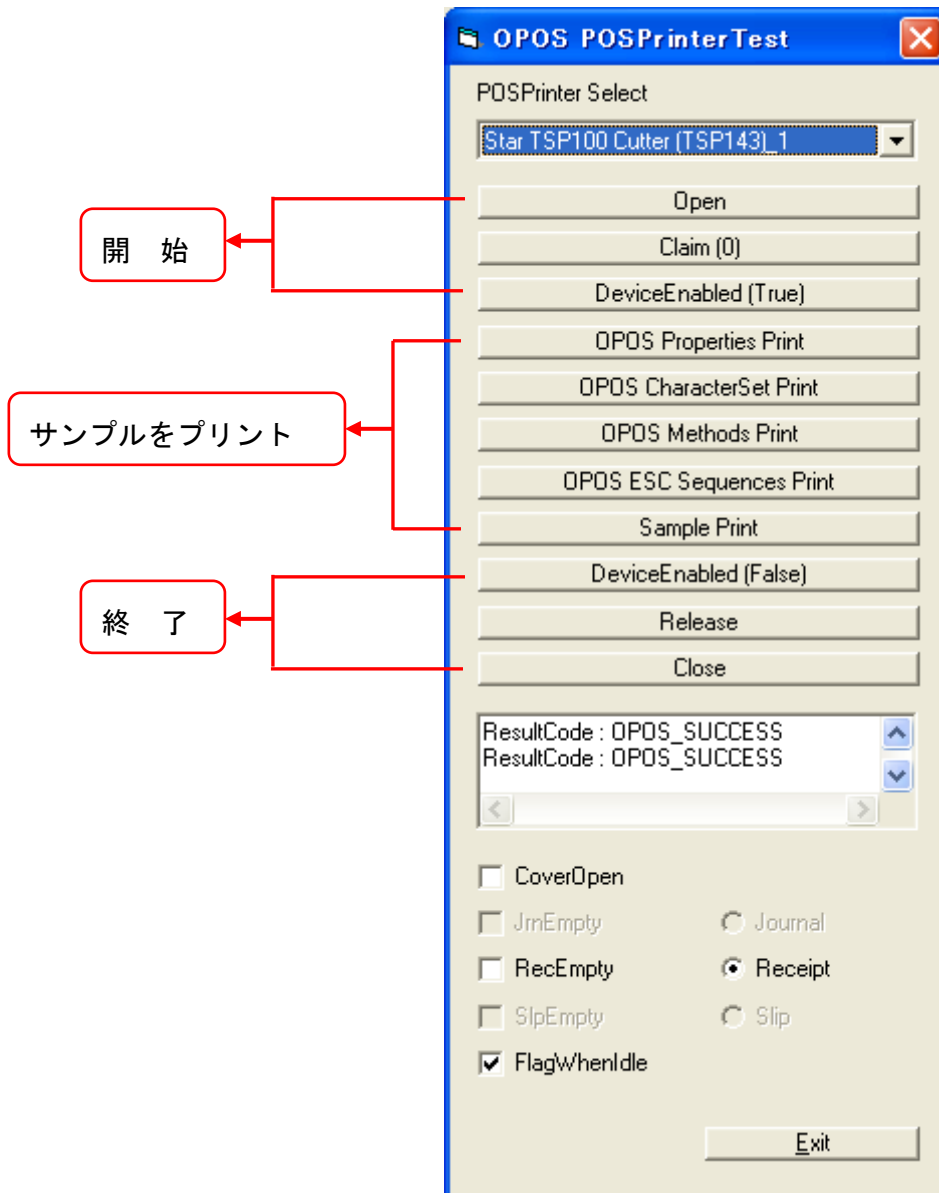 OPOS POSPrinterTest
POSPrinter Select
Star TSP100 Cutter (TSP143)_1
Open
開　始
Claim (0)
DeviceEnabled (True)
OPOS Properties Print
OPOS CharacterSet Print
サンプルをプリント
OPOS Methods Print
OPOS ESC Sequences Print
Sample Print
DeviceEnabled (False)
終　了
Release
Close
ResultCode : OPOS_SUCCESS
ResultCode : OPOS_SUCCESS
CoverOpen
JrnEmpty Journal
RecEmpty Receipt
SlpEmpty Slip
FlagWhenIdle
Exit